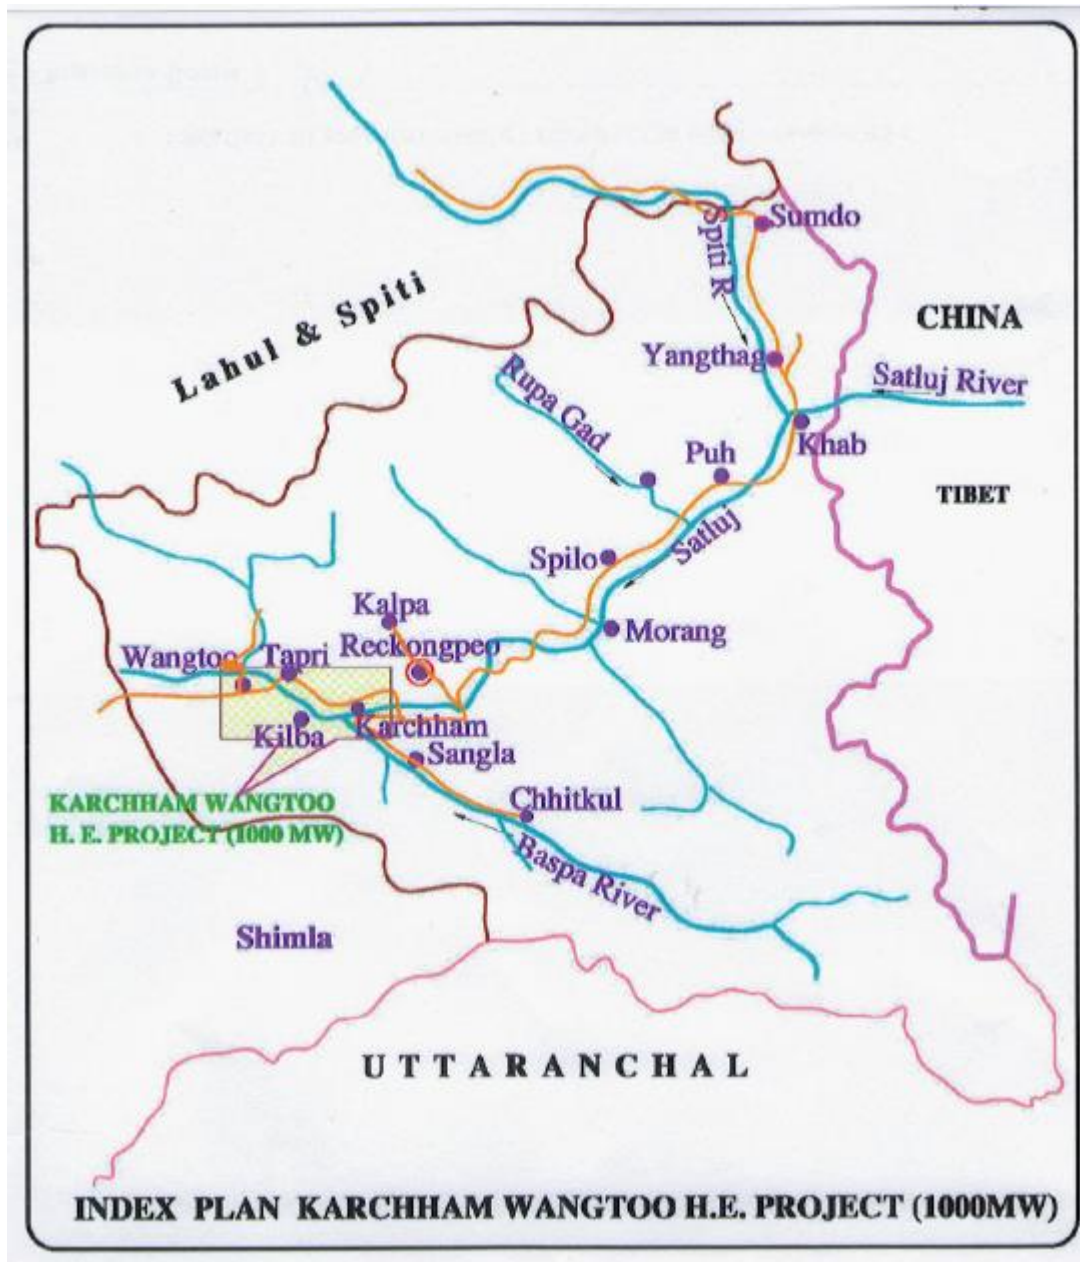 Sumdo
Spiti R
Lahul & Spiti
CHINA
Yangthag
Rupa Gad
Satluj River
Khab
Puh
TIBET
Satluj
Spilo
Kalpa
Morang
Reckongpeo
Wangtoo
Tapri
Karchham
Kilba
Sangla
Chhitkul
KARCHHAM WANGTOO
H. E. PROJECT (1000 MW)
Baspa River
Shimla
UTTARANCHAL
INDEX PLAN KARCHHAM WANGTOO H.E. PROJECT (1000MW)